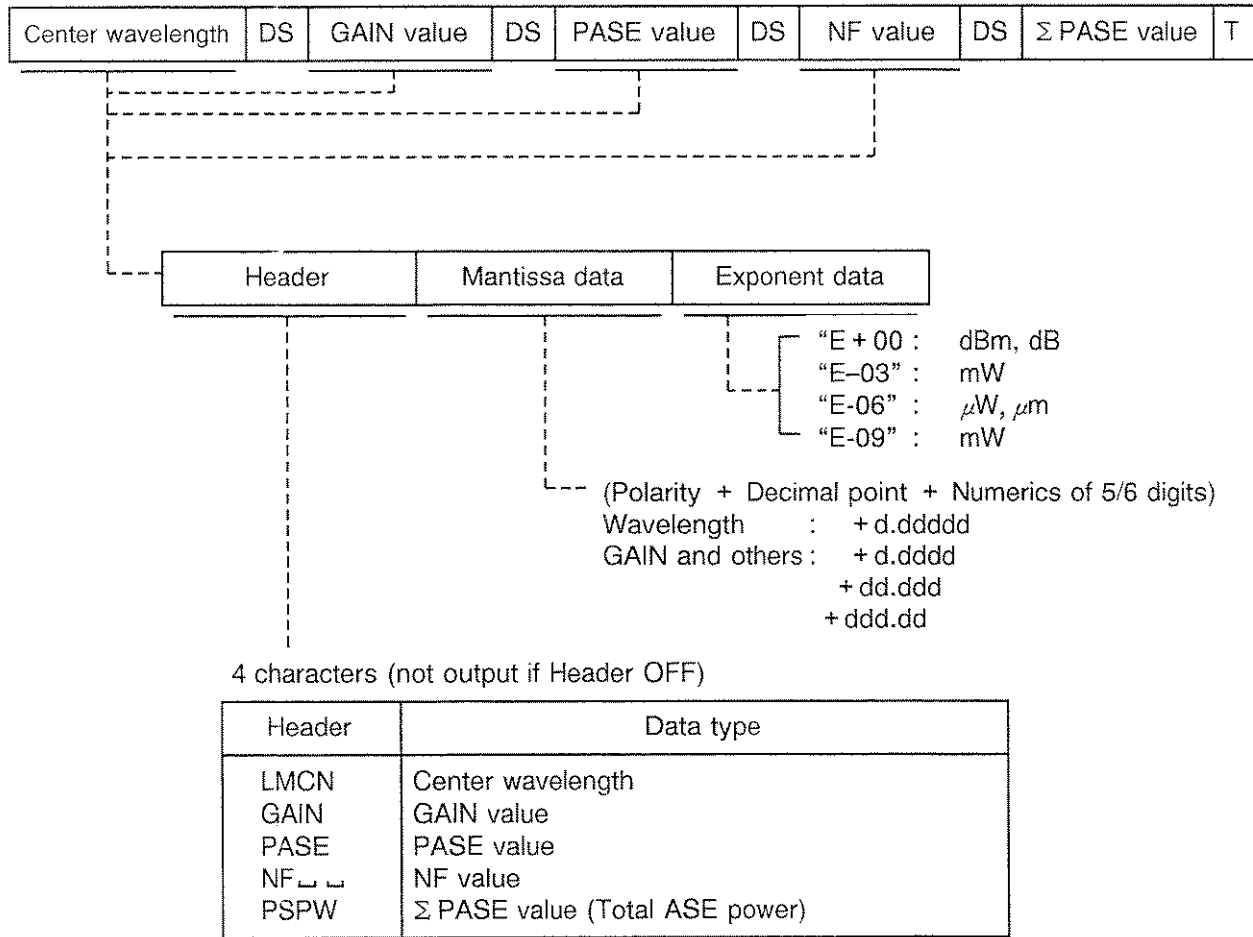 Center wavelength DS GAIN value DS PASE value DS NF value DS Σ PASE value T
Header Mantissa data Exponent data
“E + 00 : dBm, dB
“E–03” : mW
“E-06” : μW, μm
“E-09” : mW
(Polarity + Decimal point + Numerics of 5/6 digits)
Wavelength : + d.ddddd
GAIN and others : + d.dddd
+ dd.ddd
+ ddd.dd
4 characters (not output if Header OFF)
Header Data type
LMCN Center wavelength
GAIN GAIN value
PASE PASE value
NF␣␣ NF value
PSPW Σ PASE value (Total ASE power)